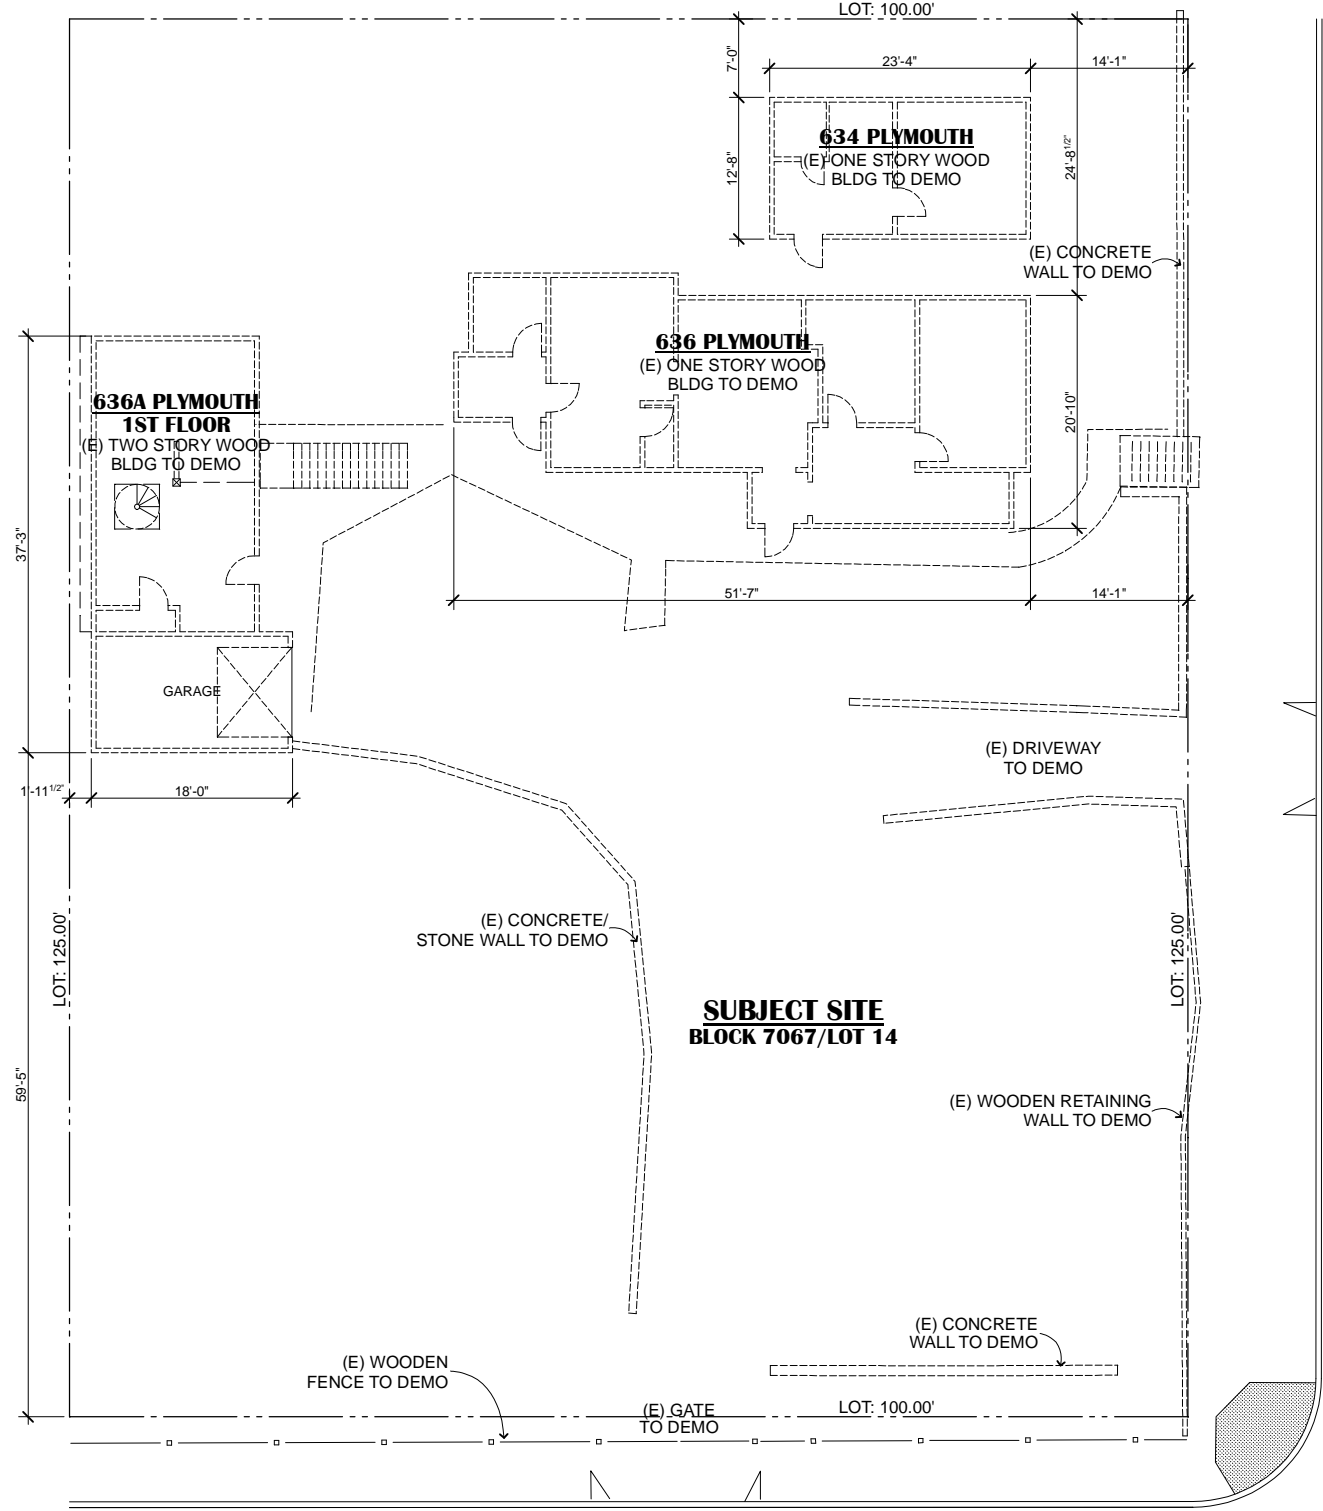 LOT: 100.00'
7'-0"
23'-4"
14'-1"
634 PLYMOUTH
(E) ONE STORY WOOD
BLDG TO DEMO
12'-8"
24'-8 1/2"
(E) CONCRETE
WALL TO DEMO
636 PLYMOUTH
(E) ONE STORY WOOD
BLDG TO DEMO
636A PLYMOUTH
1ST FLOOR
(E) TWO STORY WOOD
BLDG TO DEMO
20'-10"
37'-3"
51'-7"
14'-1"
GARAGE
(E) DRIVEWAY
TO DEMO
1'-11 1/2"
18'-0"
(E) CONCRETE/
STONE WALL TO DEMO
LOT: 125.00'
LOT: 125.00'
SUBJECT SITE
BLOCK 7067/LOT 14
59'-5"
(E) WOODEN RETAINING
WALL TO DEMO
(E) CONCRETE
WALL TO DEMO
(E) WOODEN
FENCE TO DEMO
(E) GATE
TO DEMO
LOT: 100.00'